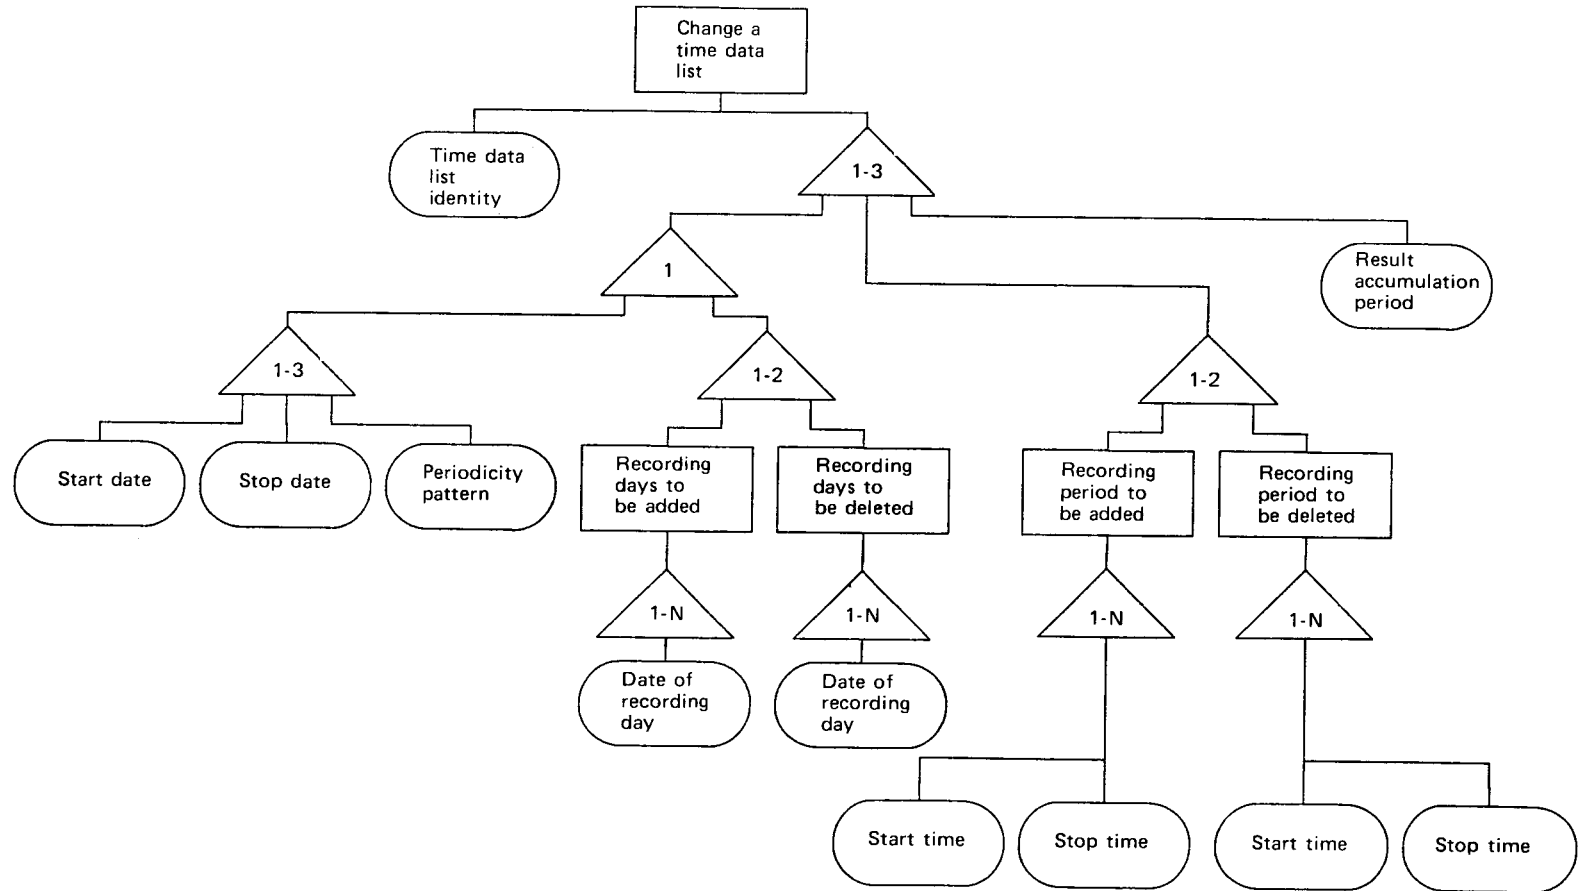 Change a
time data
list
Time data
list
identity
1-3
1
Result
accumulation
period
1-3
1-2
1-2
Start date
Stop date
Periodicity
pattern
Recording
days to
be added
Recording
days to
be deleted
Recording
period to
be added
Recording
period to
be deleted
1-N
1-N
1-N
1-N
Date of
recording
day
Date of
recording
day
Start time
Stop time
Start time
Stop time